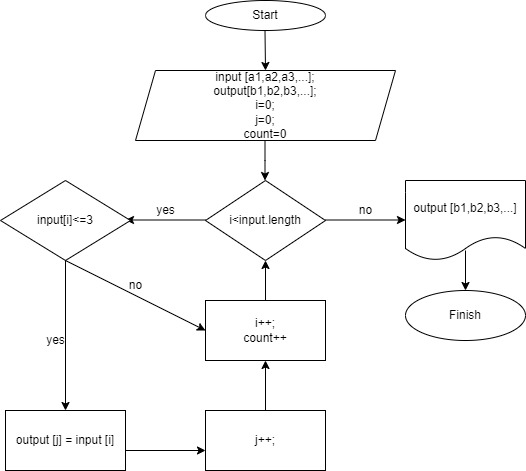 Start
input [a1,a2,a3,...];
output[b1,b2,b3,...];
i=0;
j=0;
count=0
input[i]<=3
yes
i<input.length
no
output [b1,b2,b3,...]
no
i++;
count++
Finish
yes
output [j] = input [i]
j++;